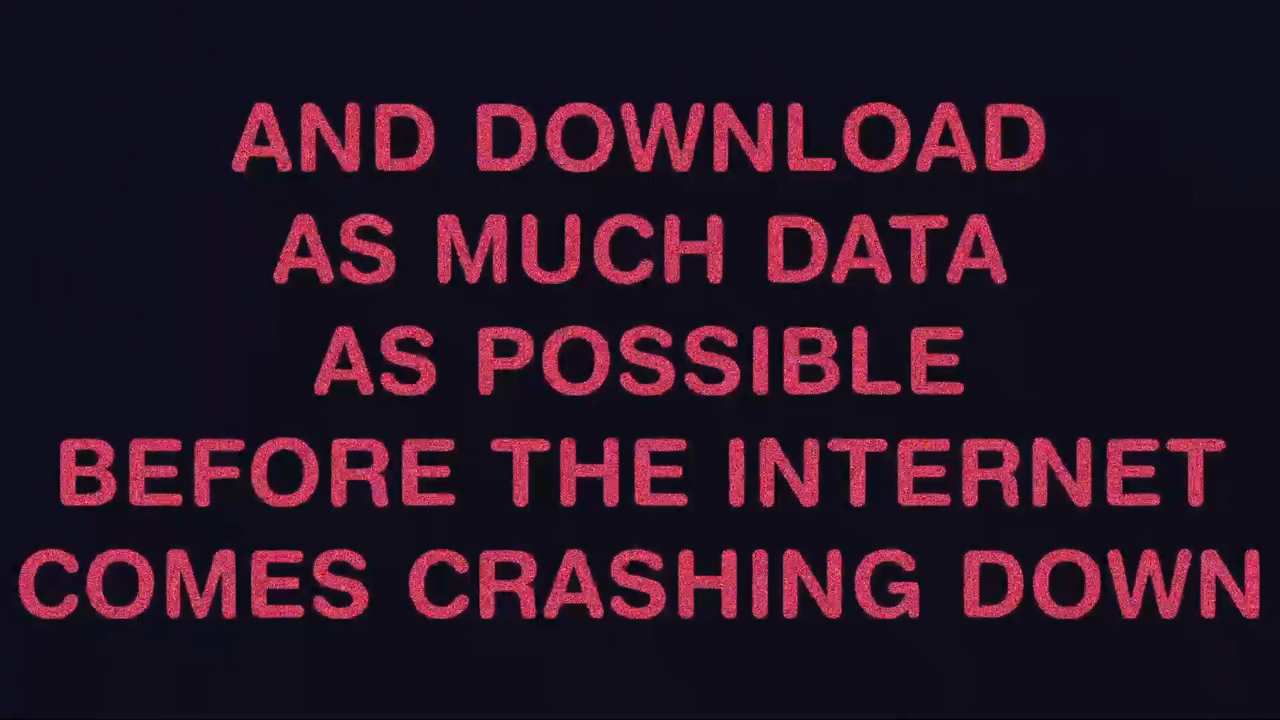 AND DOWNLOAD
AS MUCH DATA
AS POSSIBLE
BEFORE THE INTERNET
COMES CRASHING DOWN